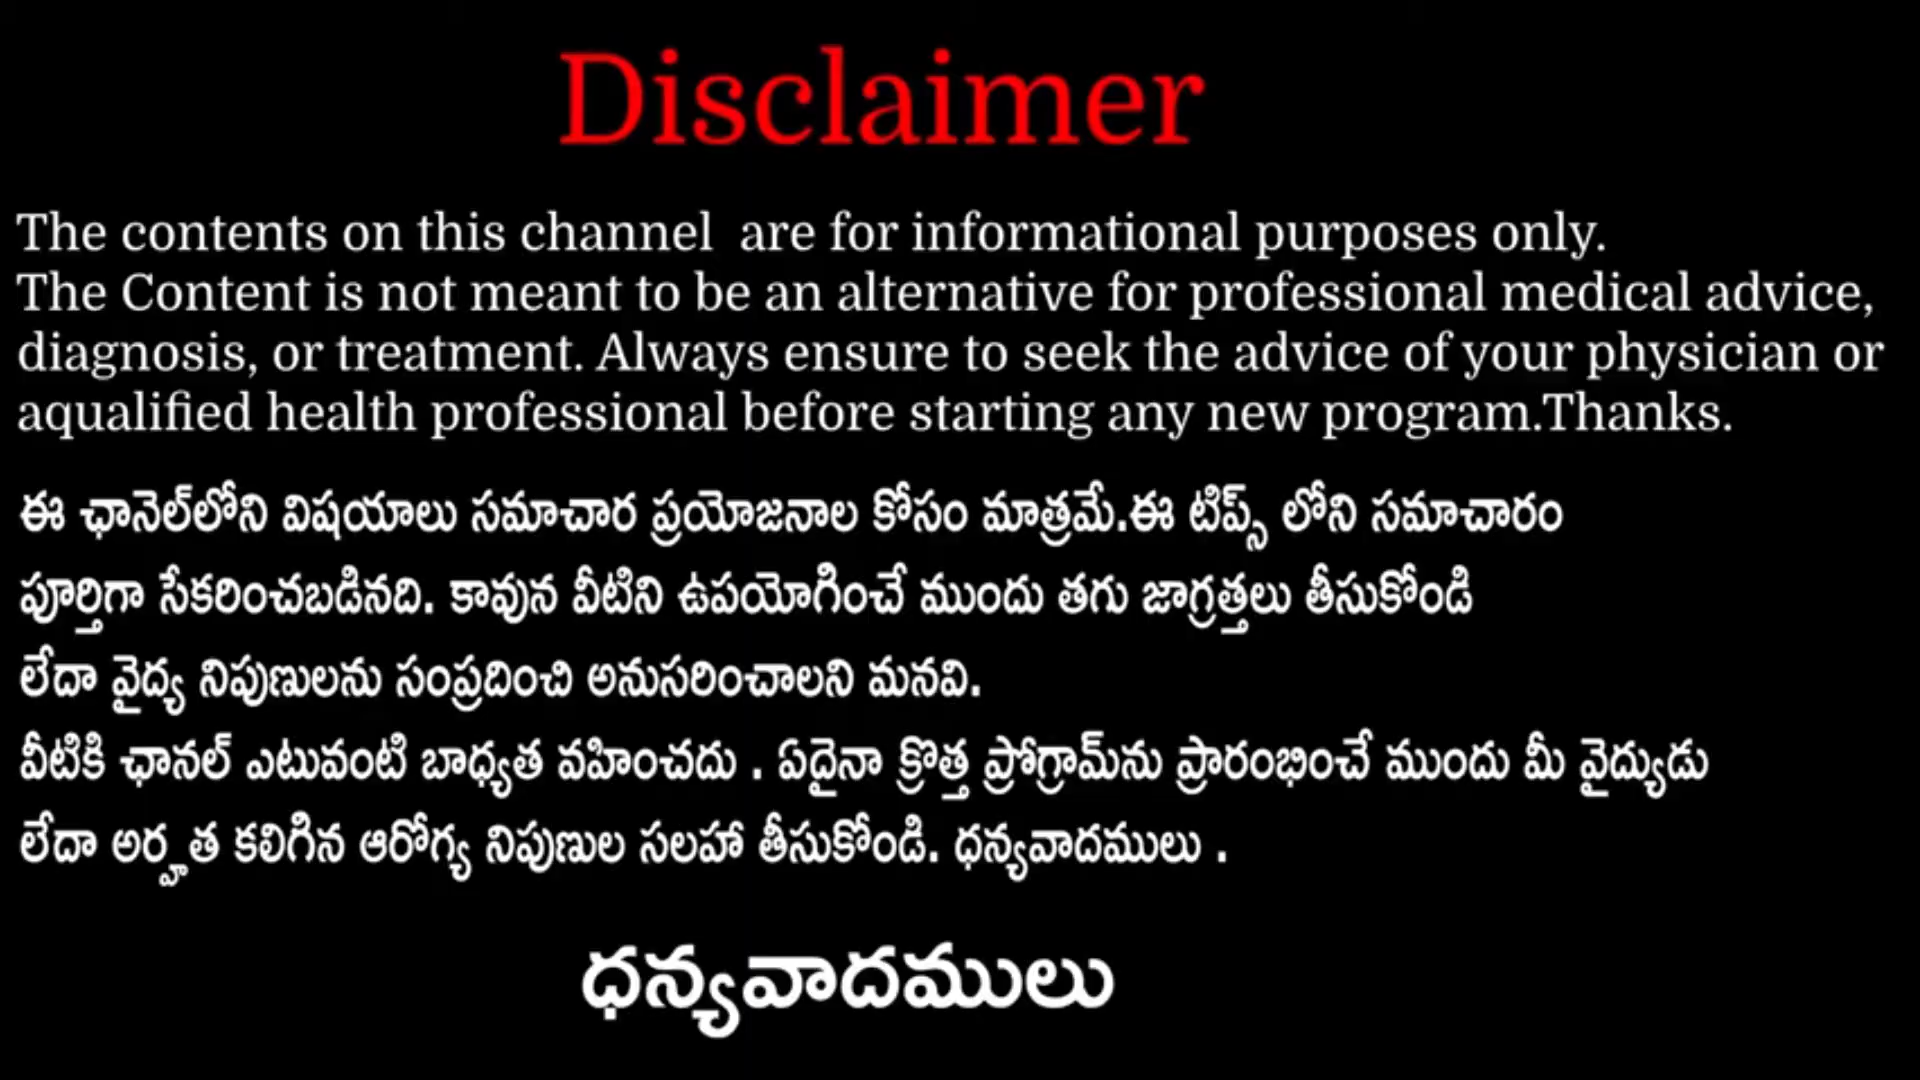 Disclaimer
The contents on this channel  are for informational purposes only.
The Content is not meant to be an alternative for professional medical advice,
diagnosis, or treatment. Always ensure to seek the advice of your physician or
aqualified health professional before starting any new program.Thanks.
ఈ ఛానెల్‌లోని విషయాలు సమాచార ప్రయోజనాల కోసం మాత్రమే.ఈ టిప్స్ లోని సమాచారం
పూర్తిగా సేకరించబడినది. కావున వీటిని ఉపయోగించే ముందు తగు జాగ్రత్తలు తీసుకోండి
లేదా వైద్య నిపుణులను సంప్రదించి అనుసరించాలని మనవి.
వీటికి ఛానల్ ఎటువంటి బాధ్యత వహించదు . ఏదైనా క్రొత్త ప్రోగ్రామ్‌ను ప్రారంభించే ముందు మీ వైద్యుడు
లేదా అర్హత కలిగిన ఆరోగ్య నిపుణుల సలహా తీసుకోండి. ధన్యవాదములు .
ధన్యవాదములు